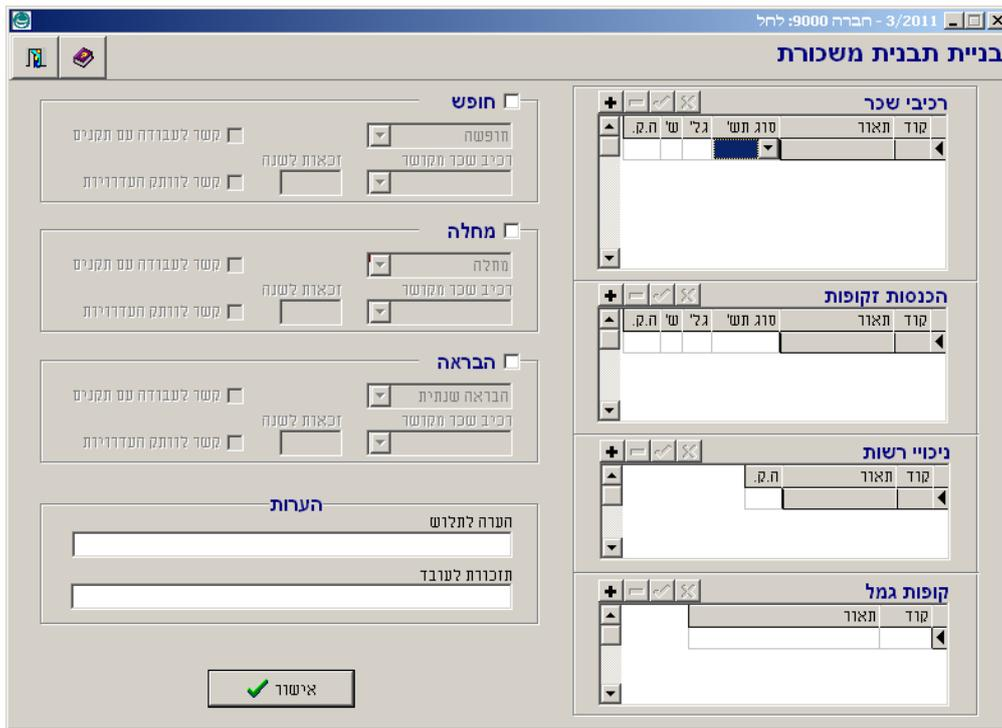 3/2011 - חברה 9000: לחל
בניית תבנית משכורת
רכיבי שכר
קוד תאור סוג תש' גל' ש' ה.ק.
הכנסות זקופות
קוד תאור סוג תש' גל' ש' ה.ק.
ניכויי רשות
קוד תאור ה.ק.
קופות גמל
קוד תאור
חופש
חופשה
קשר לעבודה עם תקנים
רכיב שכר מקושר זכאות לשנה
קשר לוותק העדרויות
מחלה
מחלה
קשר לעבודה עם תקנים
רכיב שכר מקושר זכאות לשנה
קשר לוותק העדרויות
הבראה
הבראה שנתית
קשר לעבודה עם תקנים
רכיב שכר מקושר זכאות לשנה
קשר לוותק העדרויות
הערות
הערה לתלוש
תזכורת לעובד
אישור